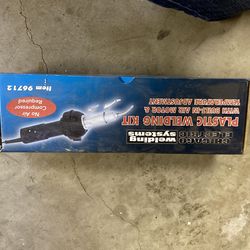 CHICAGO
ELECTRIC
welding
systems
PLASTIC WELDING KIT
WITH BUILT-IN AIR MOTOR &
TEMPERATURE ADJUSTMENT
No Air
Compressor
Required
Item 96712